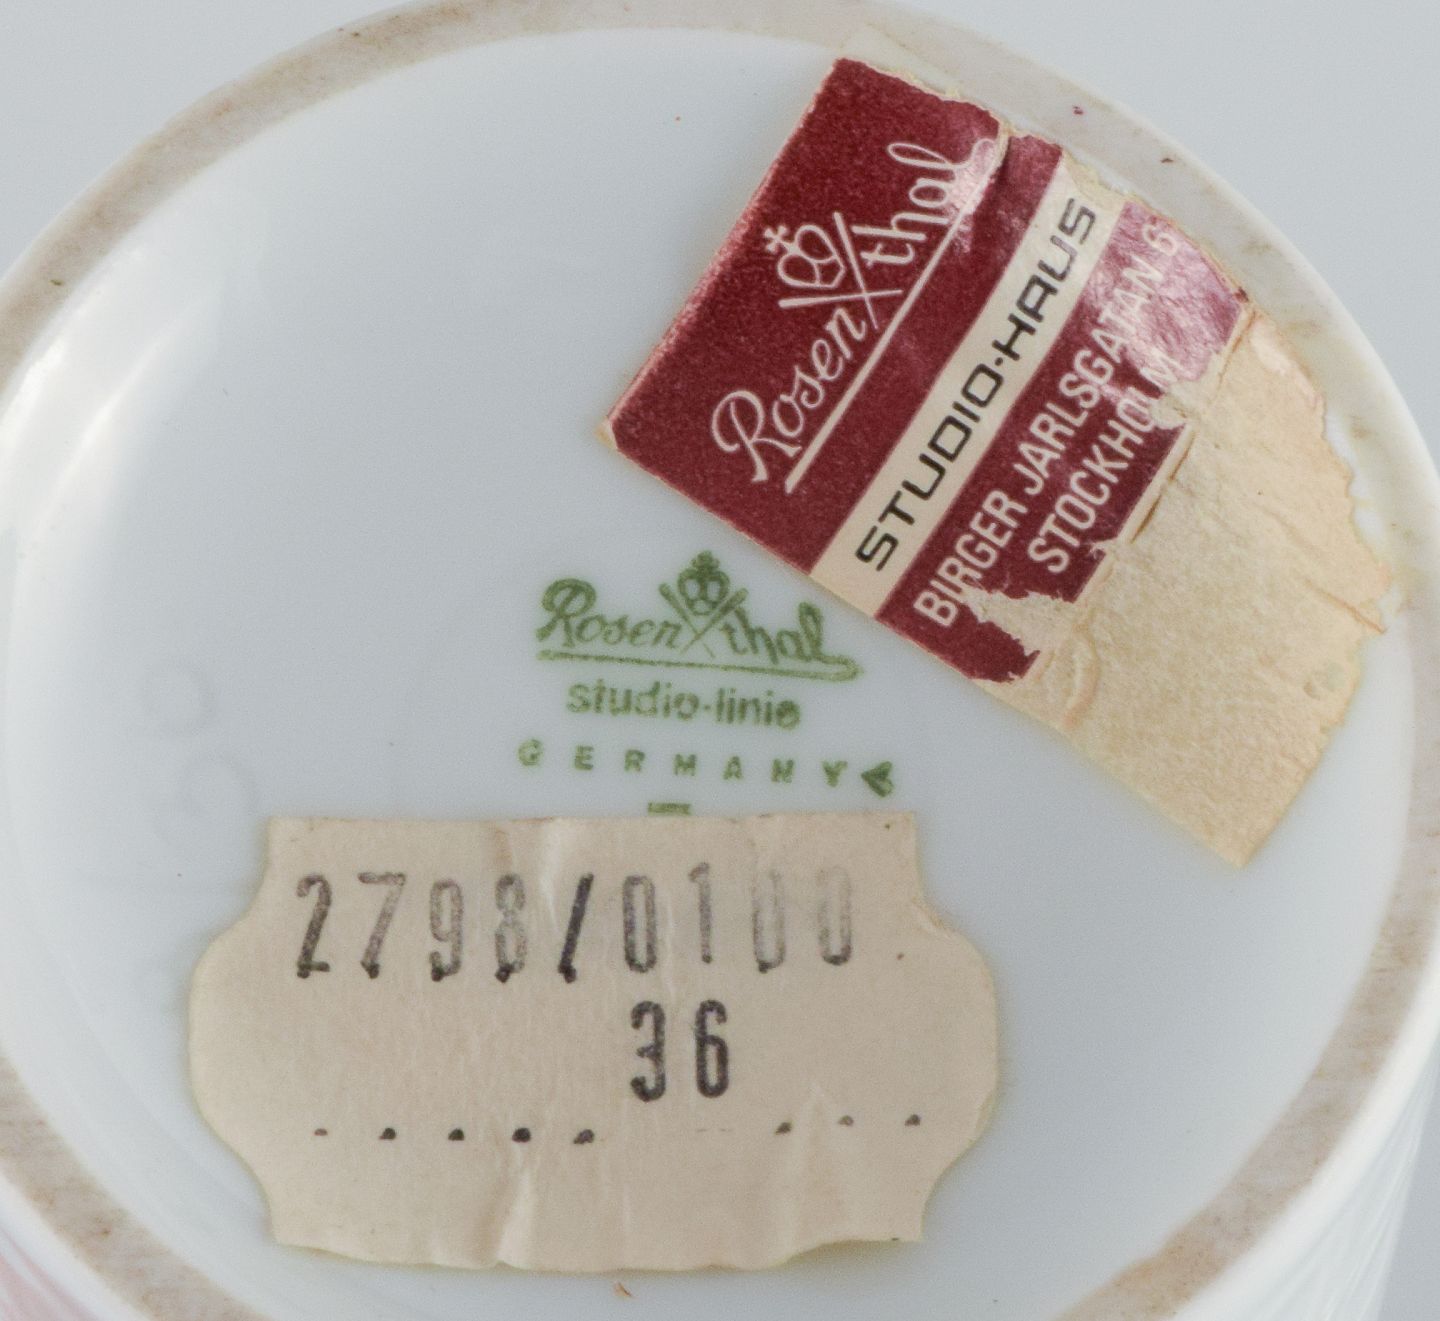 Rosenthal
STUDIO·HAUS
BIRGER JARLSGATAN 6
STOCKHOLM
Rosenthal
studio-linie
GERMANY
2798/0100
36